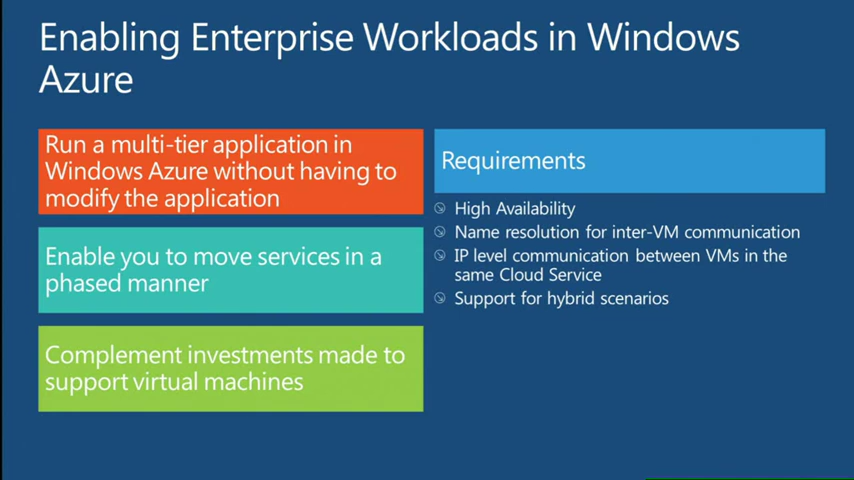 Enabling Enterprise Workloads in Windows
Azure
Run a multi-tier application in
Windows Azure without having to
modify the application
Enable you to move services in a
phased manner
Complement investments made to
support virtual machines
Requirements
High Availability
Name resolution for inter-VM communication
IP level communication between VMs in the
same Cloud Service
Support for hybrid scenarios